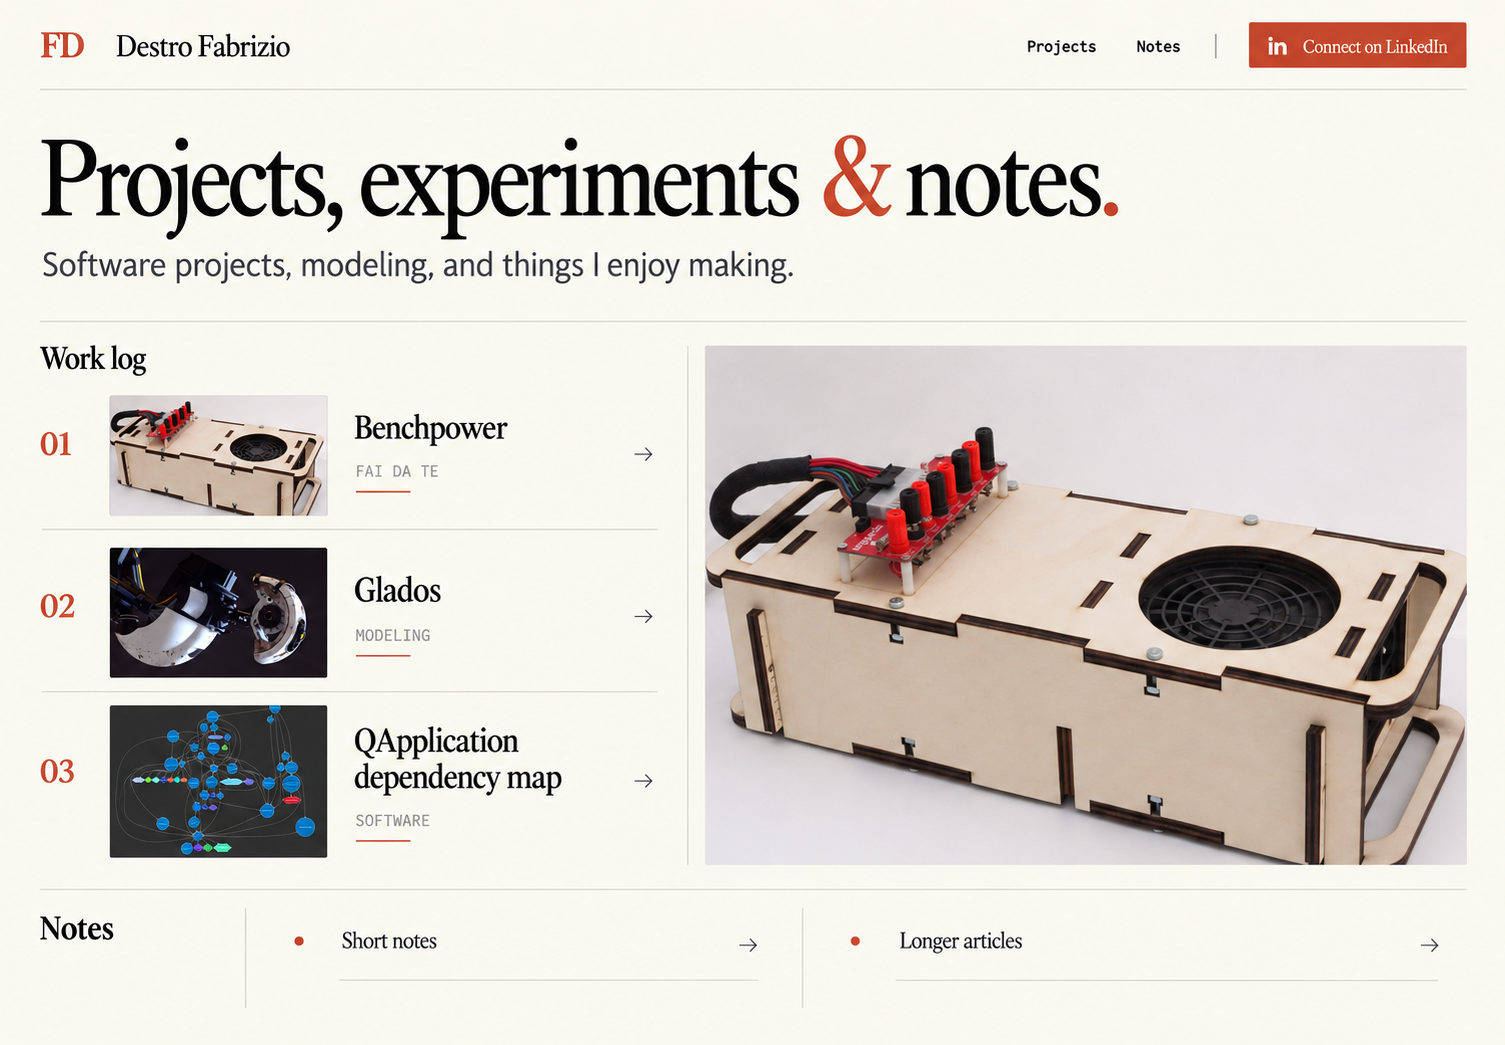 FD Destro Fabrizio
Projects Notes
in Connect on LinkedIn
Projects, experiments & notes.
Software projects, modeling, and things I enjoy making.
Work log
01
Benchpower
FAI DA TE
02
Glados
MODELING
03
QApplication
dependency map
SOFTWARE
Notes
Short notes
Longer articles